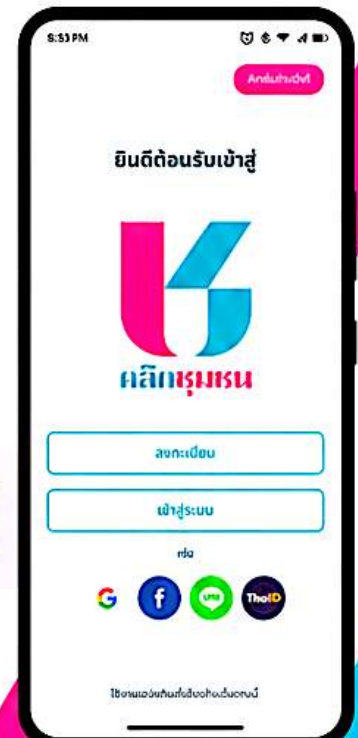 ยินดีต้อนรับเข้าสู่
คลิกชุมชน
ลงทะเบียน
เข้าสู่ระบบ
หรือ
G f LINE ThaID